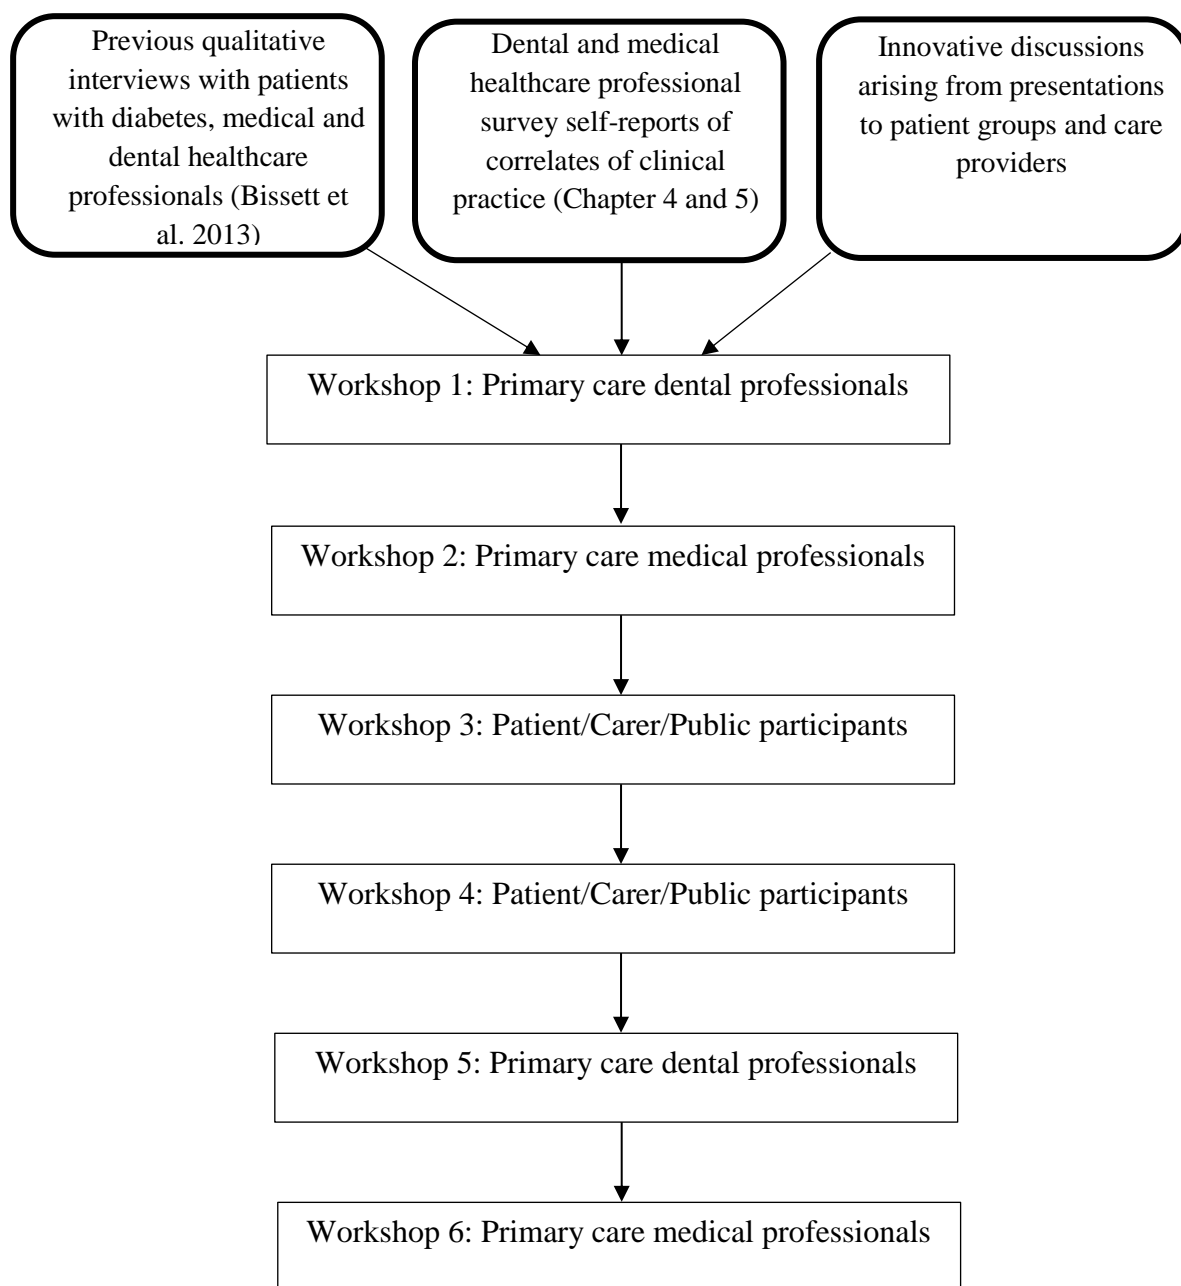 Previous qualitative
interviews with patients
with diabetes, medical and
dental healthcare
professionals (Bissett et
al. 2013)
Dental and medical
healthcare professional
survey self-reports of
correlates of clinical
practice (Chapter 4 and 5)
Innovative discussions
arising from presentations
to patient groups and care
providers
Workshop 1: Primary care dental professionals
Workshop 2: Primary care medical professionals
Workshop 3: Patient/Carer/Public participants
Workshop 4: Patient/Carer/Public participants
Workshop 5: Primary care dental professionals
Workshop 6: Primary care medical professionals